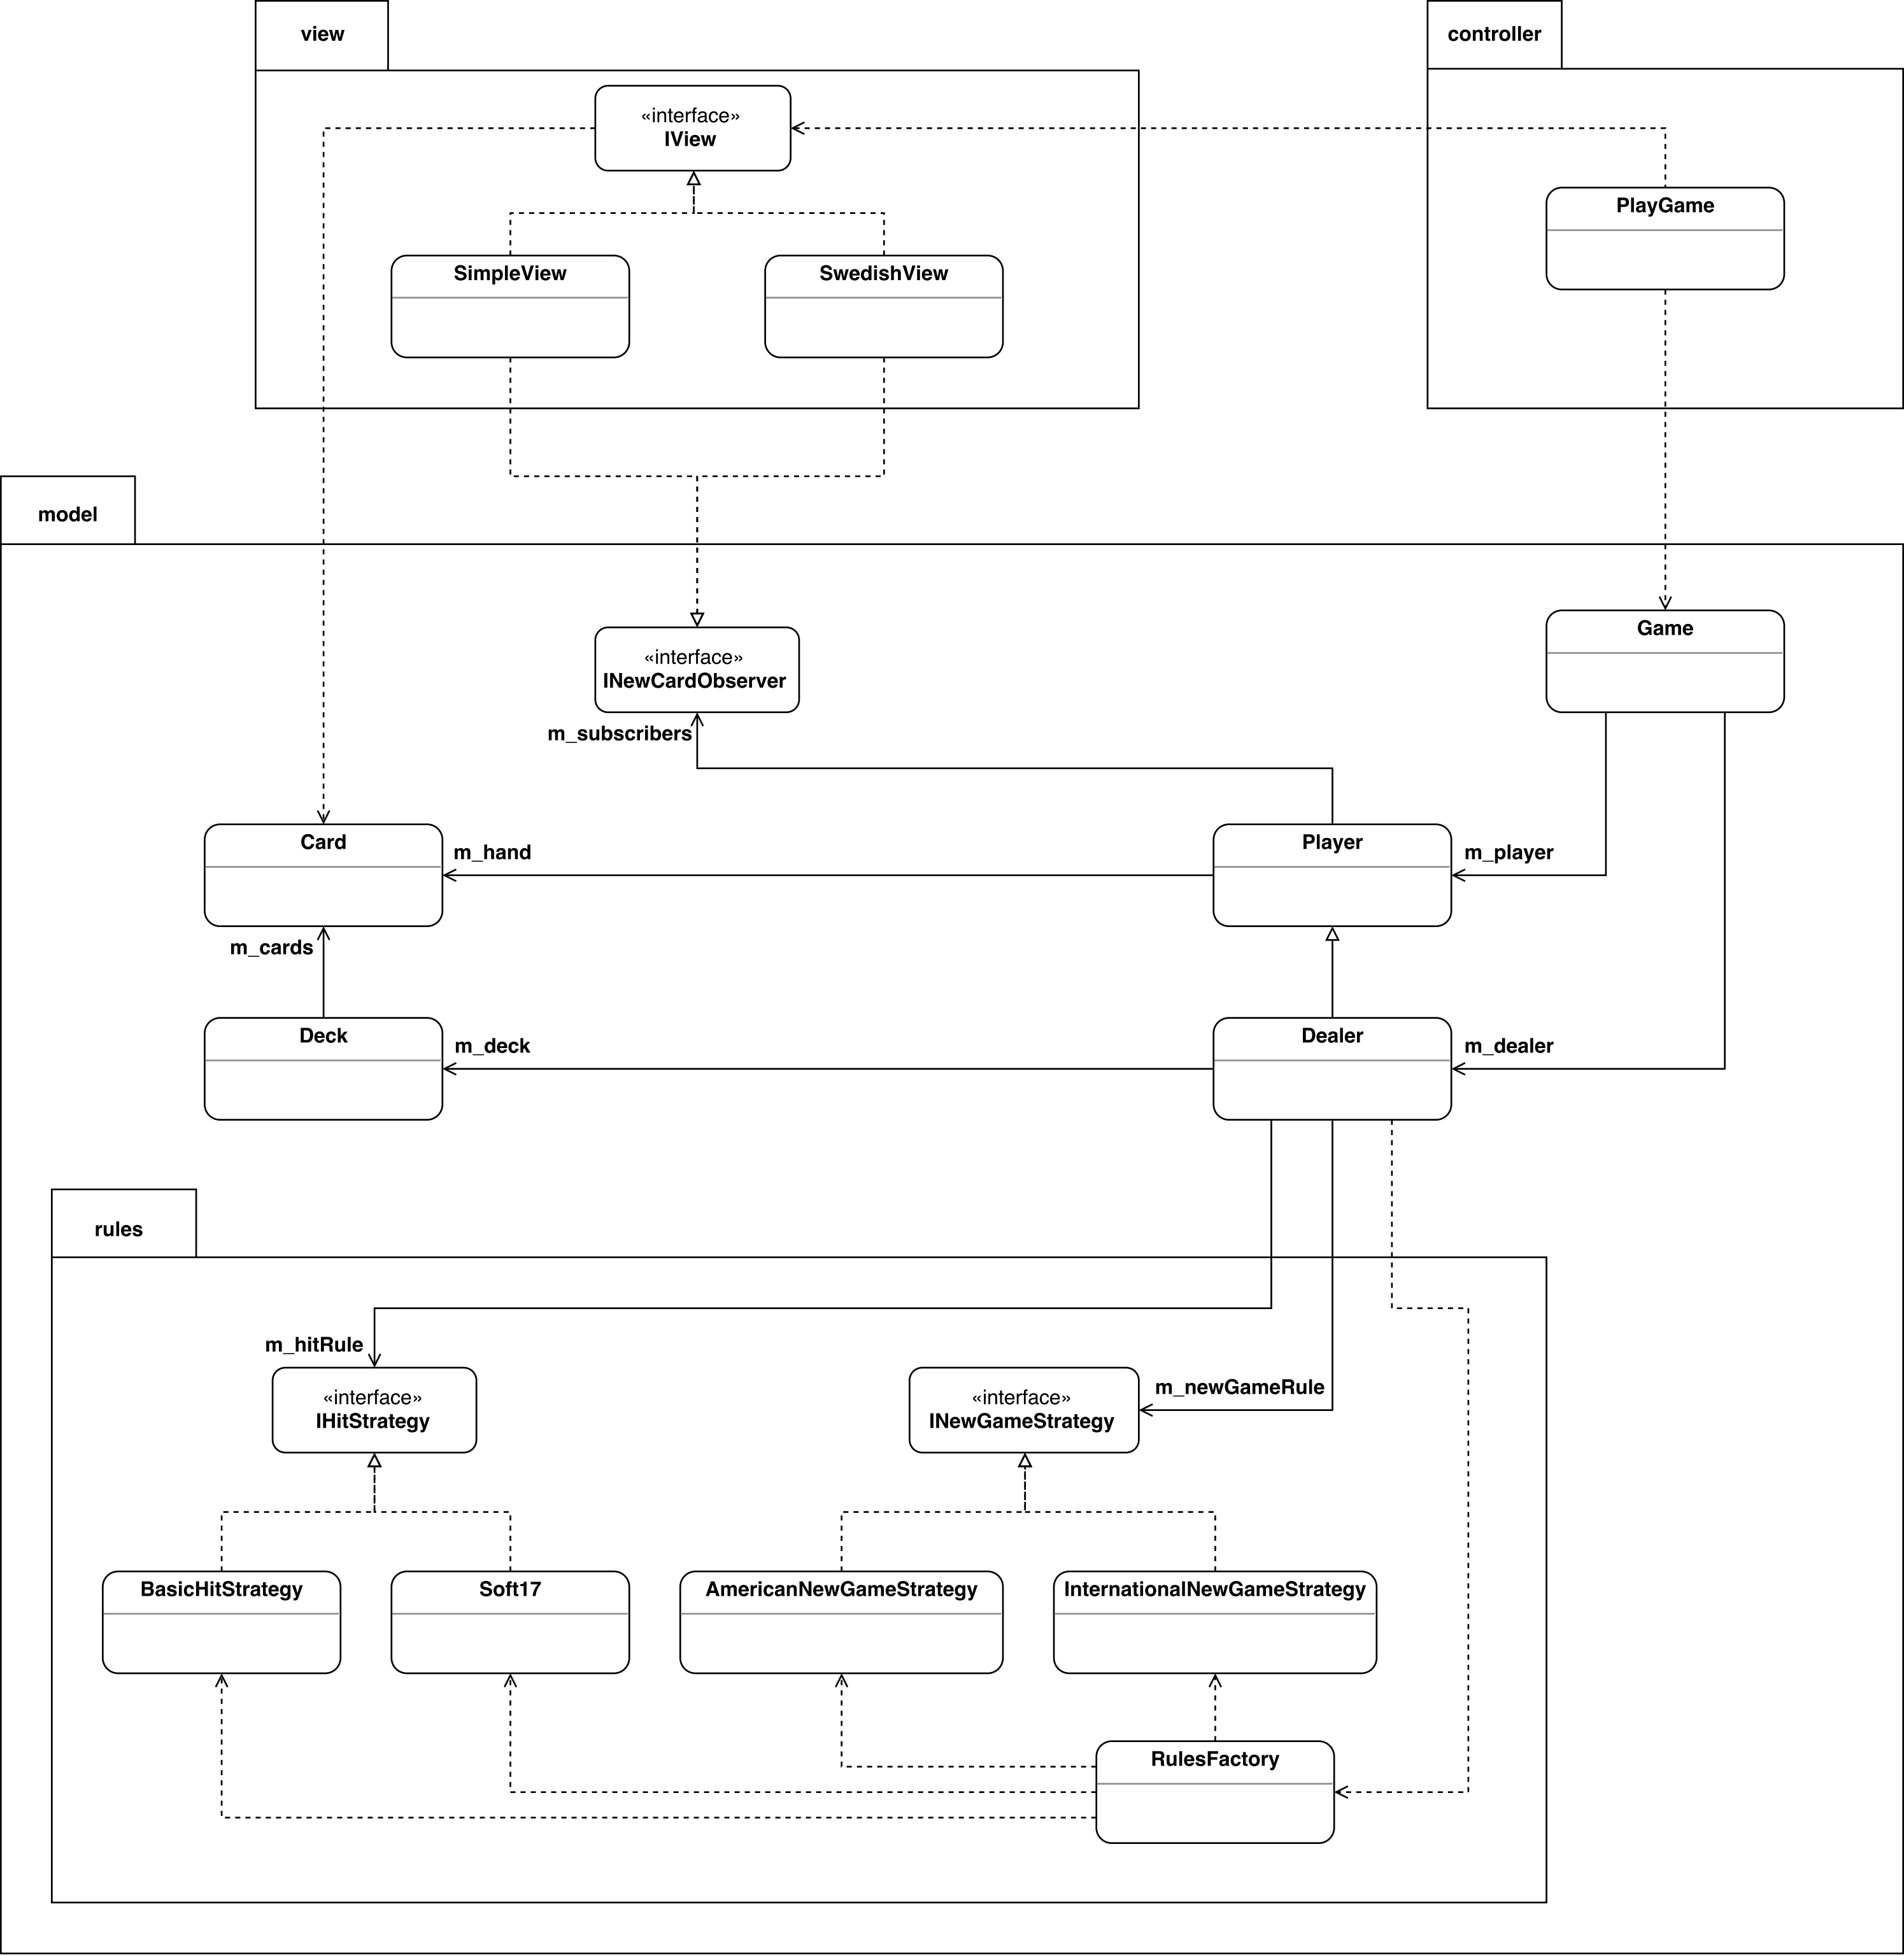 view
controller
«interface»
IView
PlayGame
SimpleView
SwedishView
model
Game
«interface»
INewCardObserver
m_subscribers
Card
m_hand
Player
m_player
m_cards
Deck
m_deck
Dealer
m_dealer
rules
m_hitRule
«interface»
IHitStrategy
«interface»
INewGameStrategy
m_newGameRule
BasicHitStrategy
Soft17
AmericanNewGameStrategy
InternationalNewGameStrategy
RulesFactory